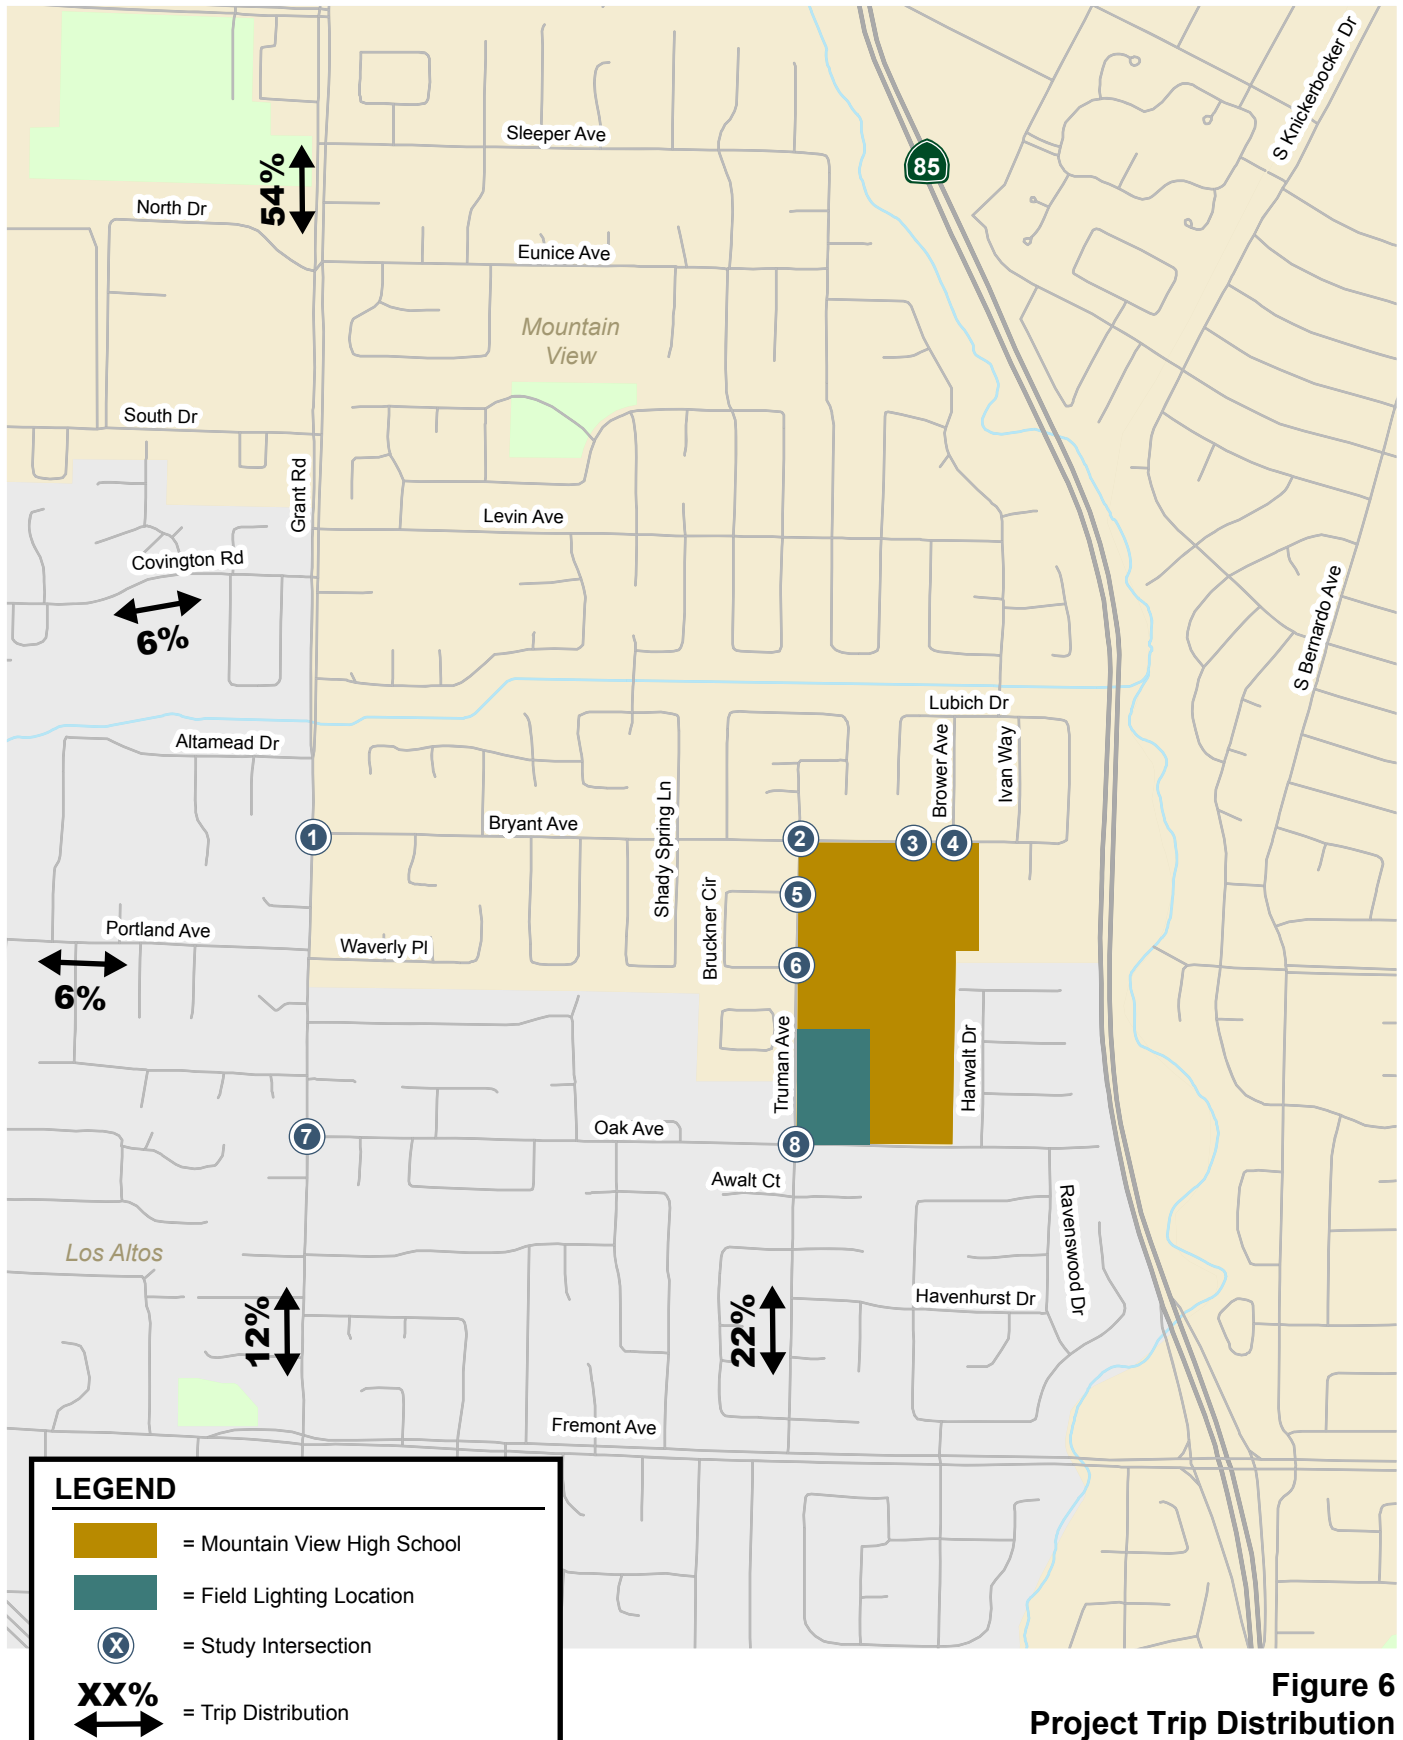 S Knickerbocker Dr
Sleeper Ave
85
54%
North Dr
Eunice Ave
Mountain
View
South Dr
Grant Rd
Levin Ave
Covington Rd
6%
S Bernardo Ave
Lubich Dr
Altamead Dr
Brower Ave
Ivan Way
Shady Spring Ln
Bryant Ave
1
2
3
4
5
Bruckner Cir
Portland Ave
Waverly Pl
6
6%
Truman Ave
Harwalt Dr
Oak Ave
7
8
Awalt Ct
Ravenswood Dr
Los Altos
Havenhurst Dr
12%
22%
Fremont Ave
LEGEND
= Mountain View High School
= Field Lighting Location
X = Study Intersection
XX%
= Trip Distribution
Figure 6
Project Trip Distribution